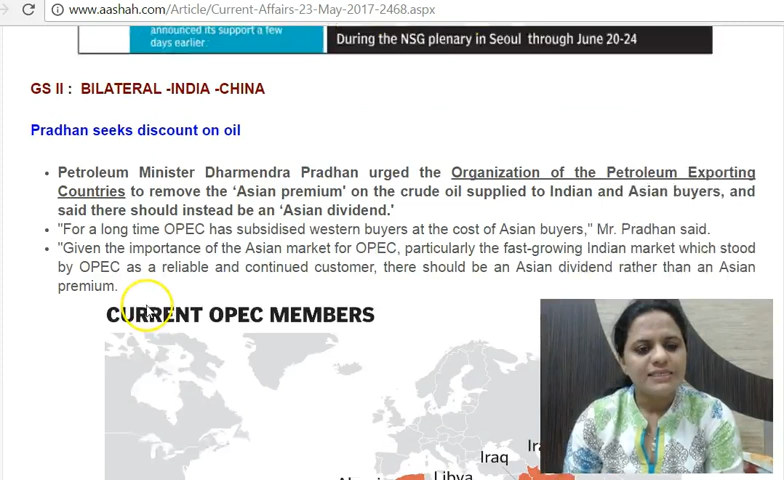 www.aashah.com/Article/Current-Affairs-23-May-2017-2468.aspx
announced its support a few
days earlier
During the NSG plenary in Seoul through June 20-24
GS II : BILATERAL -INDIA -CHINA
Pradhan seeks discount on oil
• Petroleum Minister Dharmendra Pradhan urged the Organization of the Petroleum Exporting
Countries to remove the ‘Asian premium' on the crude oil supplied to Indian and Asian buyers, and
said there should instead be an ‘Asian dividend.'
• "For a long time OPEC has subsidised western buyers at the cost of Asian buyers," Mr. Pradhan said.
• "Given the importance of the Asian market for OPEC, particularly the fast-growing Indian market which stood
by OPEC as a reliable and continued customer, there should be an Asian dividend rather than an Asian
premium.
CURRENT OPEC MEMBERS
Iraq
Libya